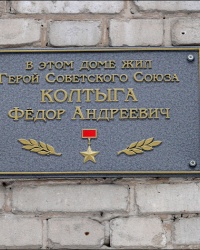 В этом доме жил
Герой Советского Союза
КОЛТЫГА
Фёдор Андреевич